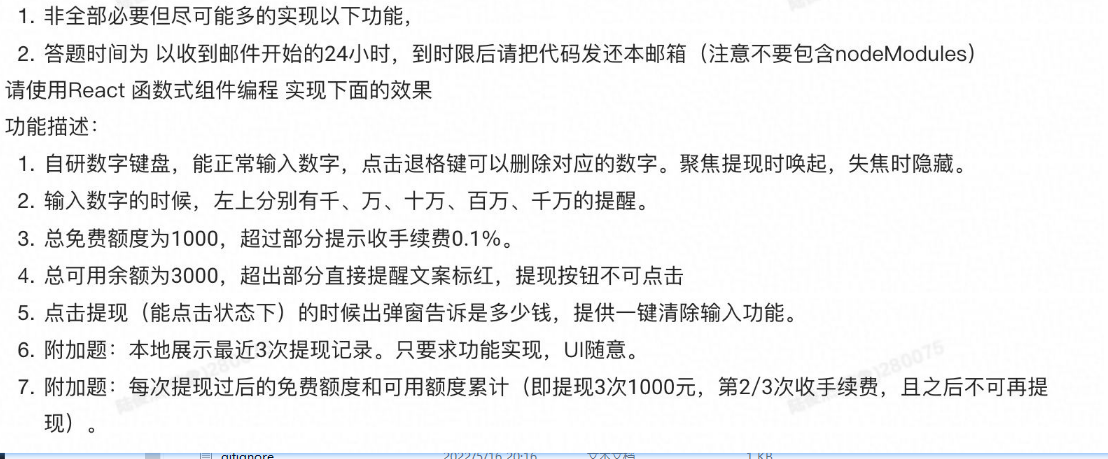 1. 非全部必要但尽可能多的实现以下功能，
2. 答题时间为 以收到邮件开始的24小时，到时限后请把代码发还本邮箱（注意不要包含nodeModules）
请使用React 函数式组件编程 实现下面的效果
功能描述：
1. 自研数字键盘，能正常输入数字，点击退格键可以删除对应的数字。聚焦提现时唤起，失焦时隐藏。
2. 输入数字的时候，左上分别有千、万、十万、百万、千万的提醒。
3. 总免费额度为1000，超过部分提示收手续费0.1%。
4. 总可用余额为3000，超出部分直接提醒文案标红，提现按钮不可点击
5. 点击提现（能点击状态下）的时候出弹窗告诉是多少钱，提供一键清除输入功能。
6. 附加题：本地展示最近3次提现记录。只要求功能实现，UI随意。
7. 附加题：每次提现过后的免费额度和可用额度累计（即提现3次1000元，第2/3次收手续费，且之后不可再提
现）。
.gitignore 2022/5/16 20:16 文本文档 1 KB